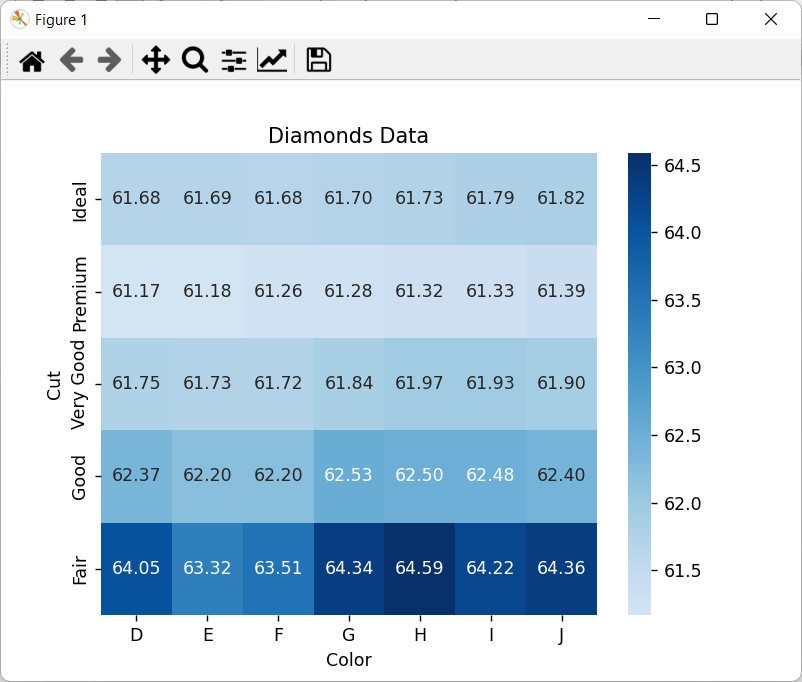 Figure 1
Diamonds Data
Ideal 61.68 61.69 61.68 61.70 61.73 61.79 61.82
Premium 61.17 61.18 61.26 61.28 61.32 61.33 61.39
Very Good 61.75 61.73 61.72 61.84 61.97 61.93 61.90
Good 62.37 62.20 62.20 62.53 62.50 62.48 62.40
Fair 64.05 63.32 63.51 64.34 64.59 64.22 64.36
D E F G H I J
Color
Cut
64.5
64.0
63.5
63.0
62.5
62.0
61.5